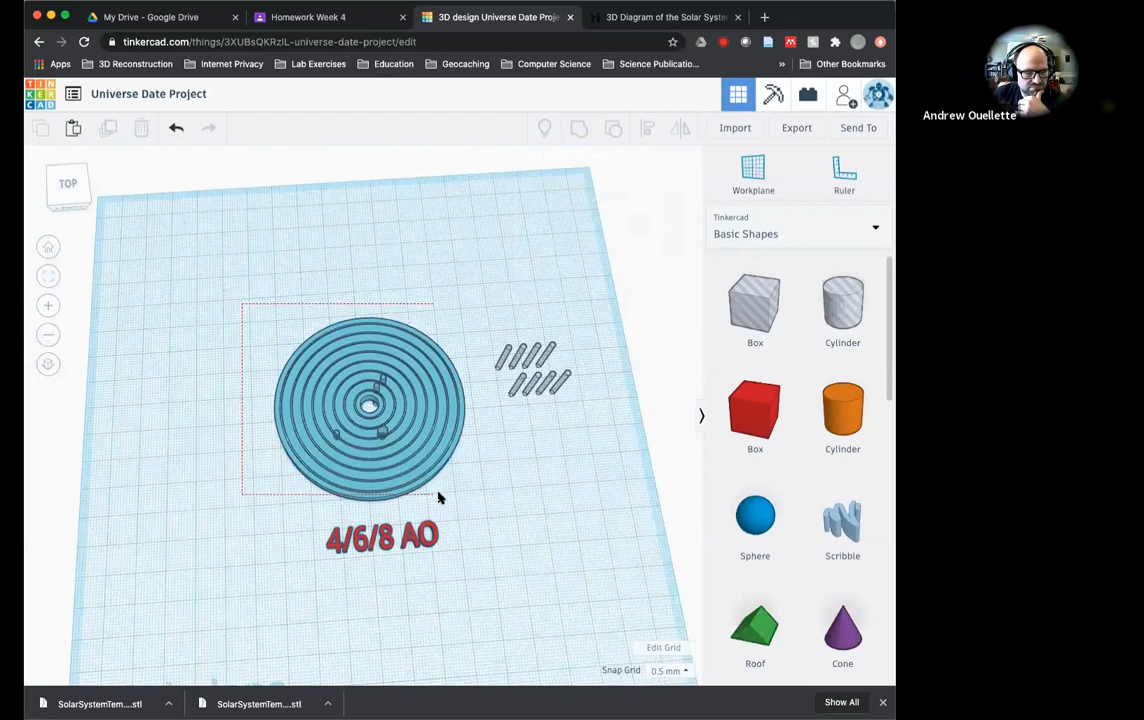 My Drive - Google Drive
Homework Week 4
3D design Universe Date Proje
3D Diagram of the Solar Syste
tinkercad.com/things/3XUBsQKRzIL-universe-date-project/edit
Apps
3D Reconstruction
Internet Privacy
Lab Exercises
Education
Geocaching
Computer Science
Science Publicatio...
Other Bookmarks
TIN
KER
CAD
Universe Date Project
Andrew Ouellette
Import
Export
Send To
TOP
Workplane
Ruler
Tinkercad
Basic Shapes
Box
Cylinder
Box
Cylinder
4/6/8 AO
Sphere
Scribble
Edit Grid
Snap Grid 0.5 mm
Roof
Cone
SolarSystemTem....stl
SolarSystemTem....stl
Show All